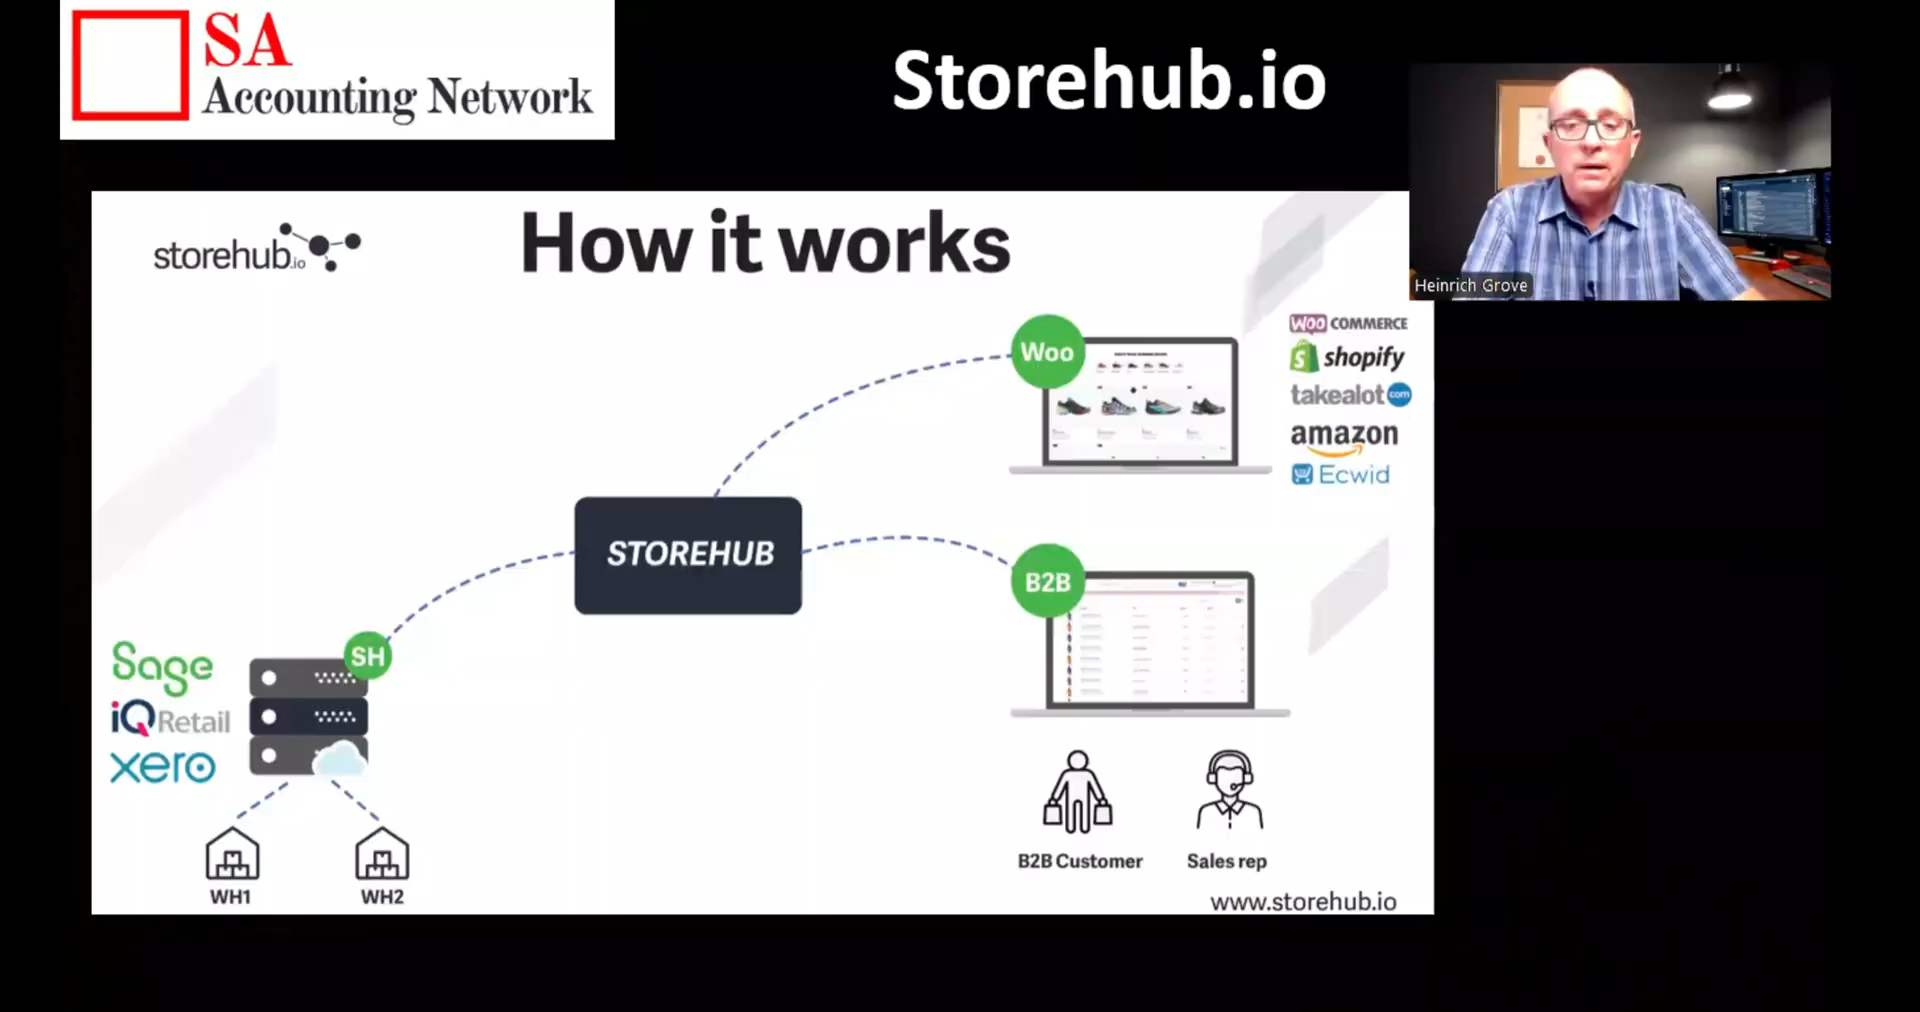 SA
Accounting Network
Storehub.io
Heinrich Grove
storehub.io
How it works
Woo
WOO COMMERCE
shopify
takealot com
amazon
Ecwid
STOREHUB
B2B
SH
Sage
iQ Retail
xero
WH1
WH2
B2B Customer
Sales rep
www.storehub.io